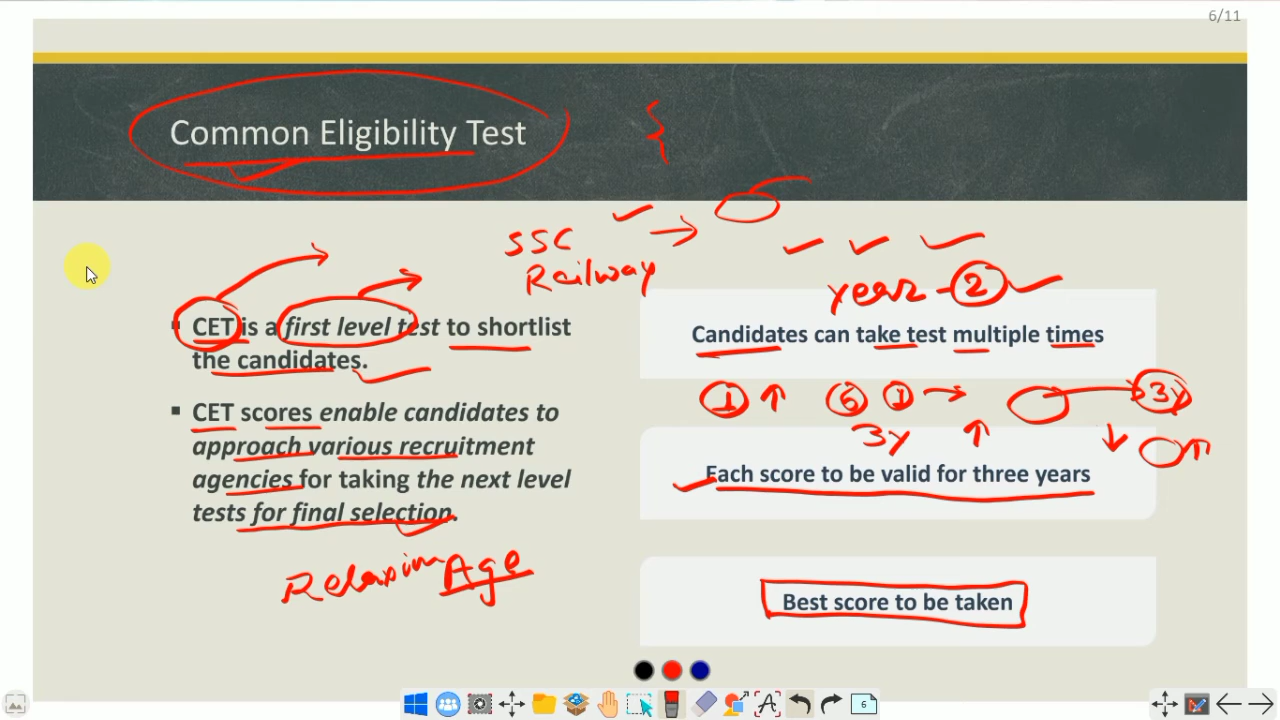 6/11
Common Eligibility Test
SSC
Railway
year - 2
▪ CET is a first level test to shortlist
the candidates.
▪ CET scores enable candidates to
approach various recruitment
agencies for taking the next level
tests for final selection.
Age
Candidates can take test multiple times
1 6 1 3y
3y
Each score to be valid for three years
Best score to be taken
6